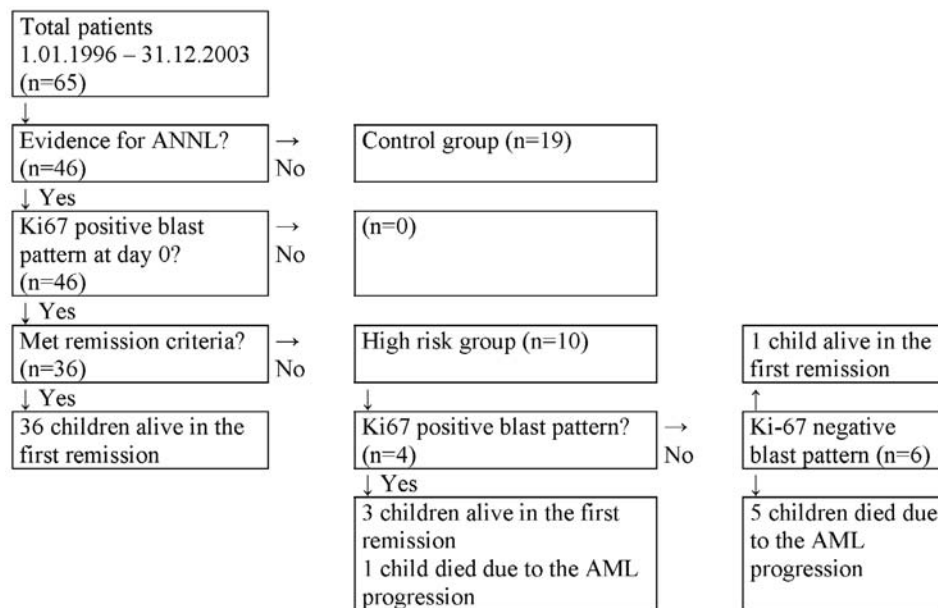 Total patients
1.01.1996 – 31.12.2003
(n=65)
↓
Evidence for ANNL?
(n=46)
→
No
Control group (n=19)
↓ Yes
Ki67 positive blast
pattern at day 0?
(n=46)
→
No
(n=0)
↓ Yes
Met remission criteria?
(n=36)
→
No
High risk group (n=10)
1 child alive in the
first remission
↓ Yes
↓
↑
36 children alive in the
first remission
Ki67 positive blast pattern?
(n=4)
→
No
Ki-67 negative
blast pattern (n=6)
↓ Yes
↓
3 children alive in the first
remission
1 child died due to the AML
progression
5 children died due
to the AML
progression